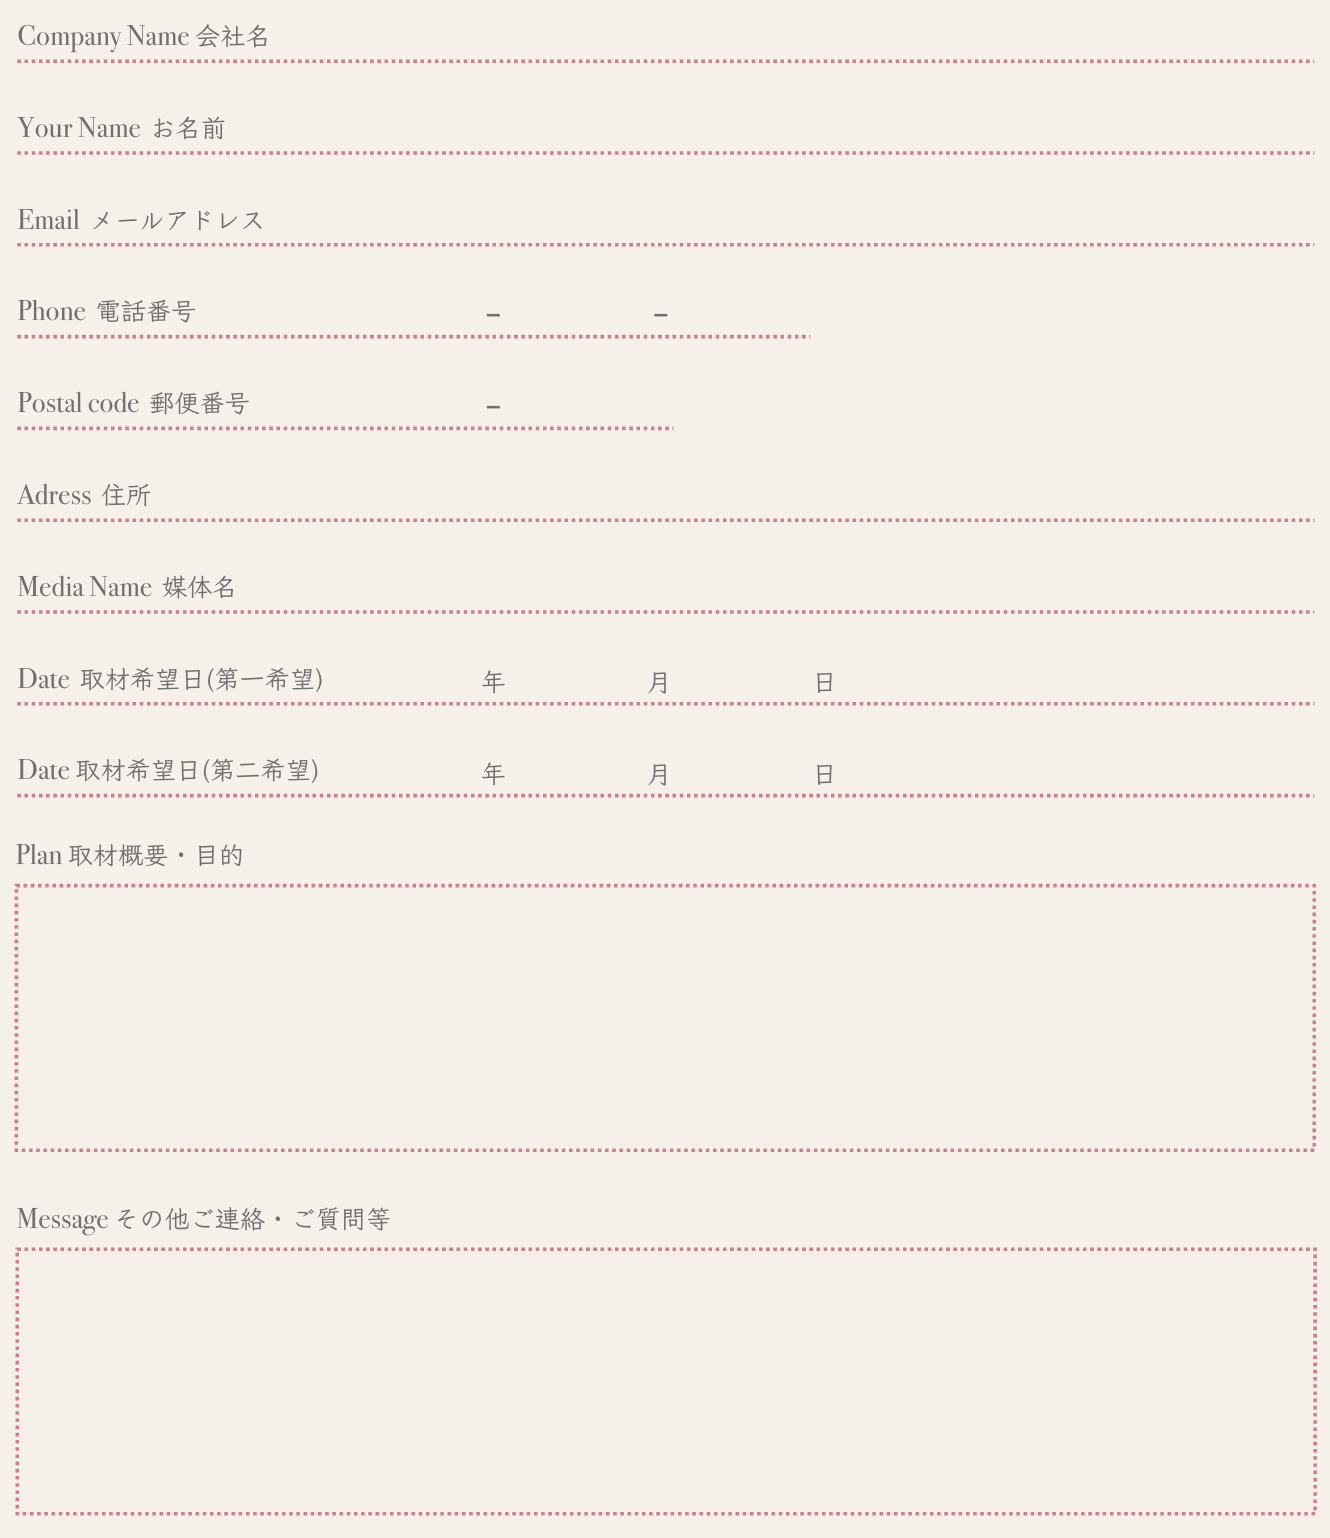 Company Name 会社名
Your Name お名前
Email メールアドレス
Phone 電話番号 – –
Postal code 郵便番号 –
Adress 住所
Media Name 媒体名
Date 取材希望日(第一希望) 年 月 日
Date 取材希望日(第二希望) 年 月 日
Plan 取材概要・目的
Message その他ご連絡・ご質問等